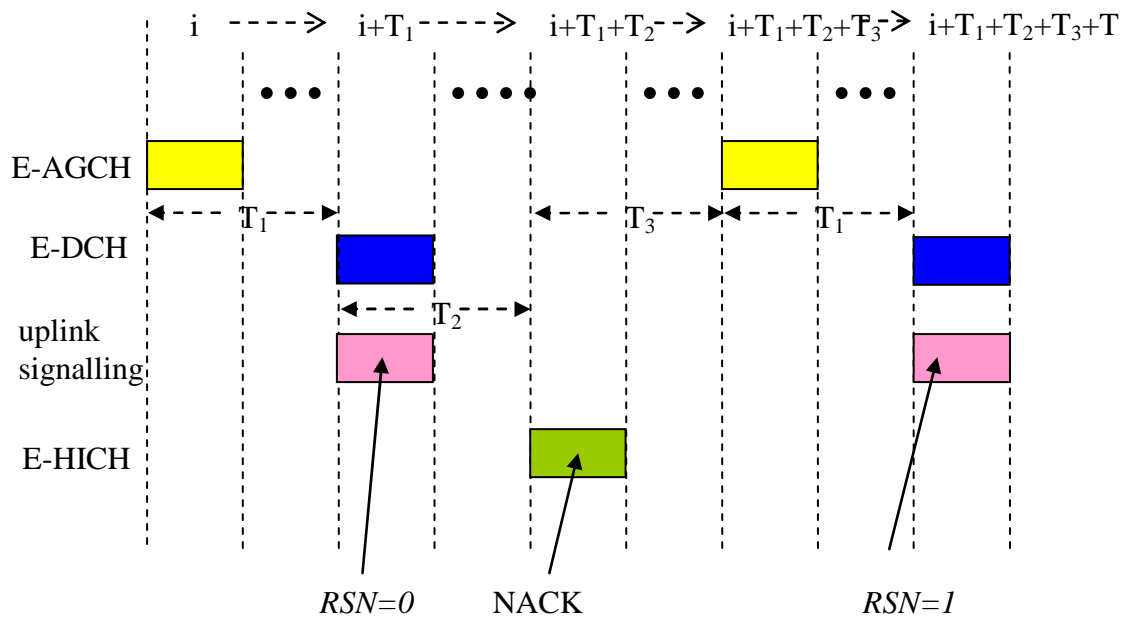 i i+T₁ i+T₁+T₂ i+T₁+T₂+T₃ i+T₁+T₂+T₃+T
E-AGCH
T₁ T₃ T₁
E-DCH
T₂
uplink
signalling
E-HICH
RSN=0 NACK RSN=1